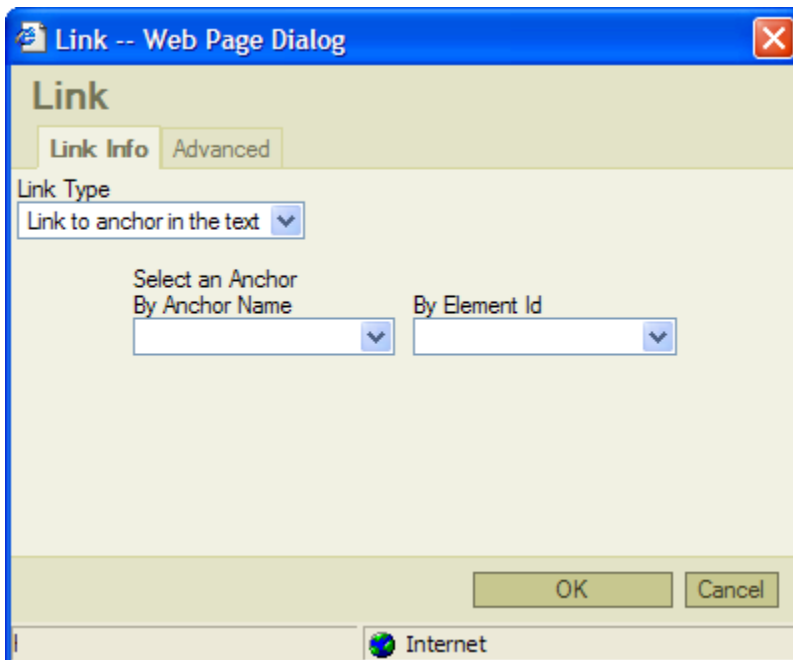 Link -- Web Page Dialog
Link
Link Info Advanced
Link Type
Link to anchor in the text
Select an Anchor
By Anchor Name By Element Id
OK Cancel
Internet